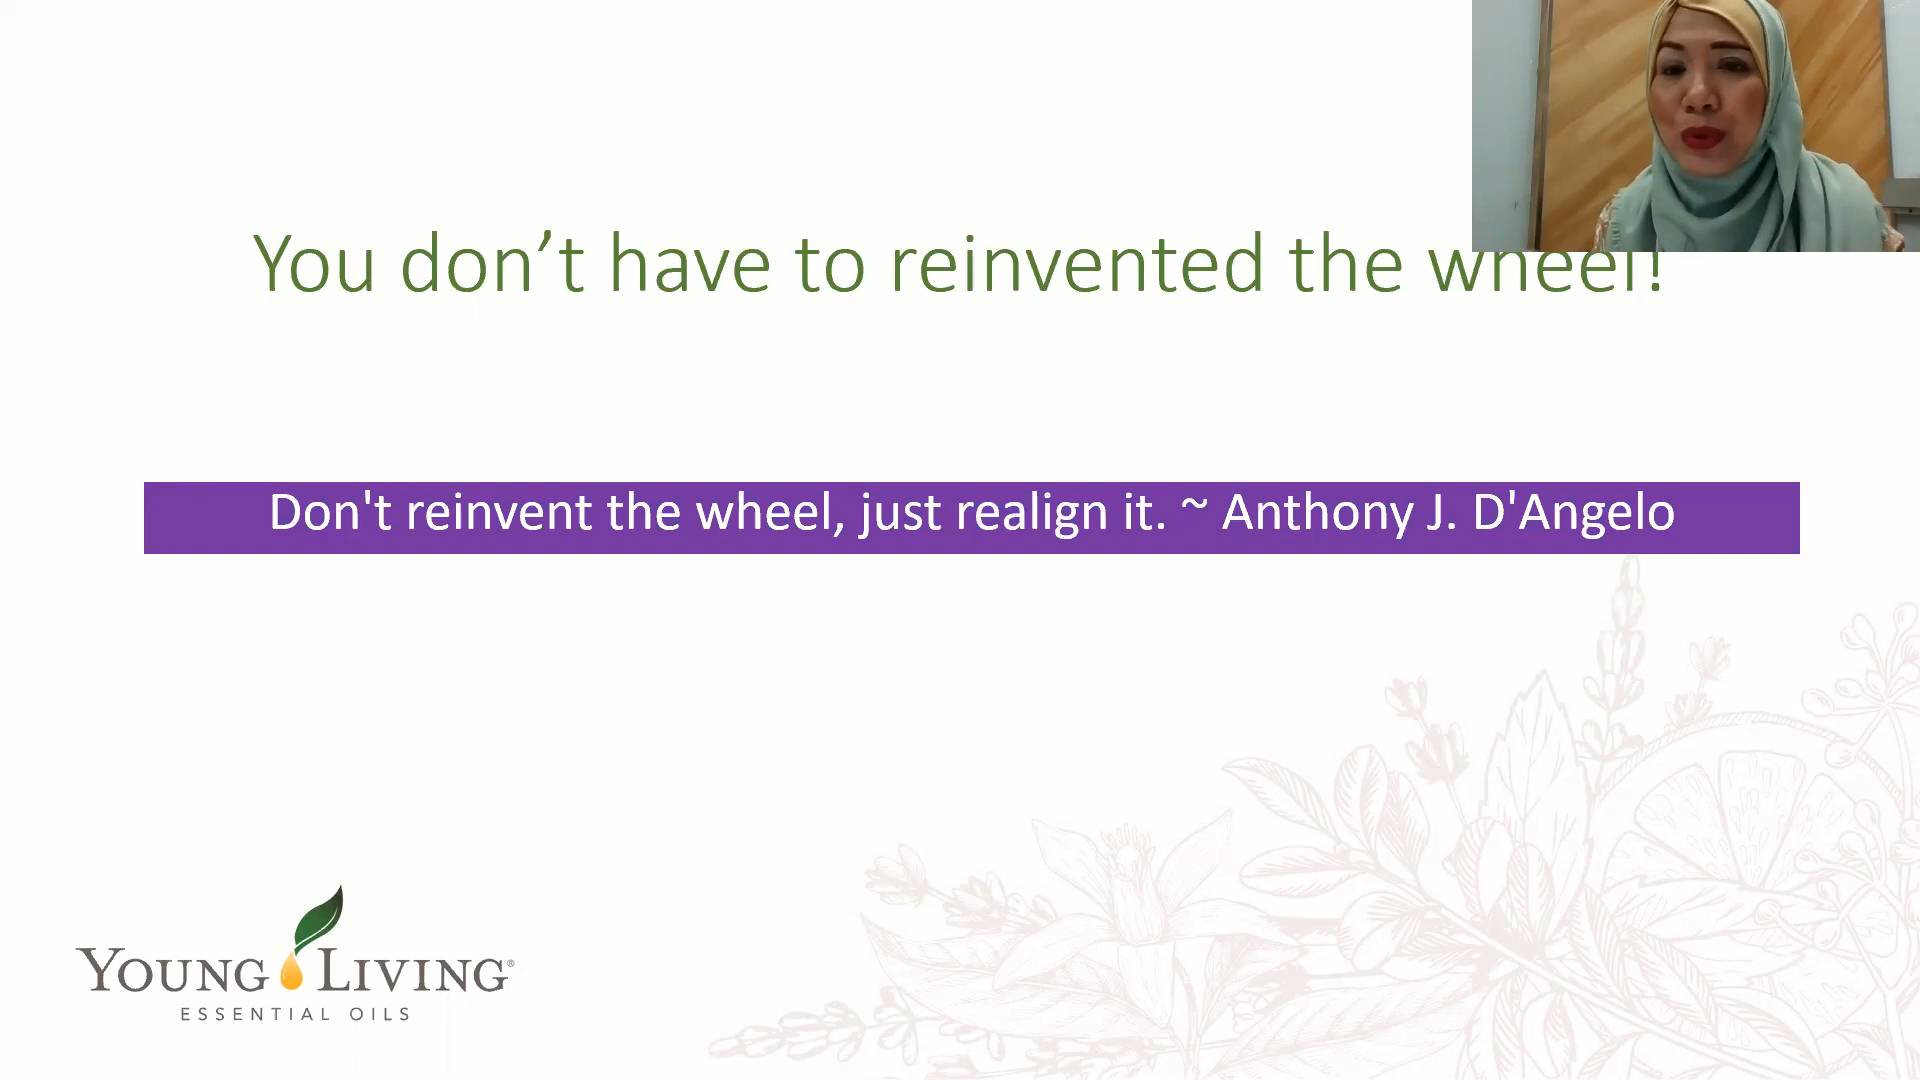 You don’t have to reinvented the wheel!
Don't reinvent the wheel, just realign it. ~ Anthony J. D'Angelo
YOUNG LIVING®
ESSENTIAL OILS